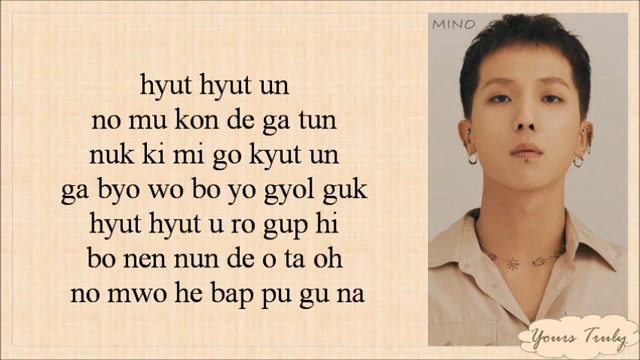 MINO
hyut hyut un
no mu kon de ga tun
nuk ki mi go kyut un
ga byo wo bo yo gyol guk
hyut hyut u ro gup hi
bo nen nun de o ta oh
no mwo he bap pu gu na
Yours Truly